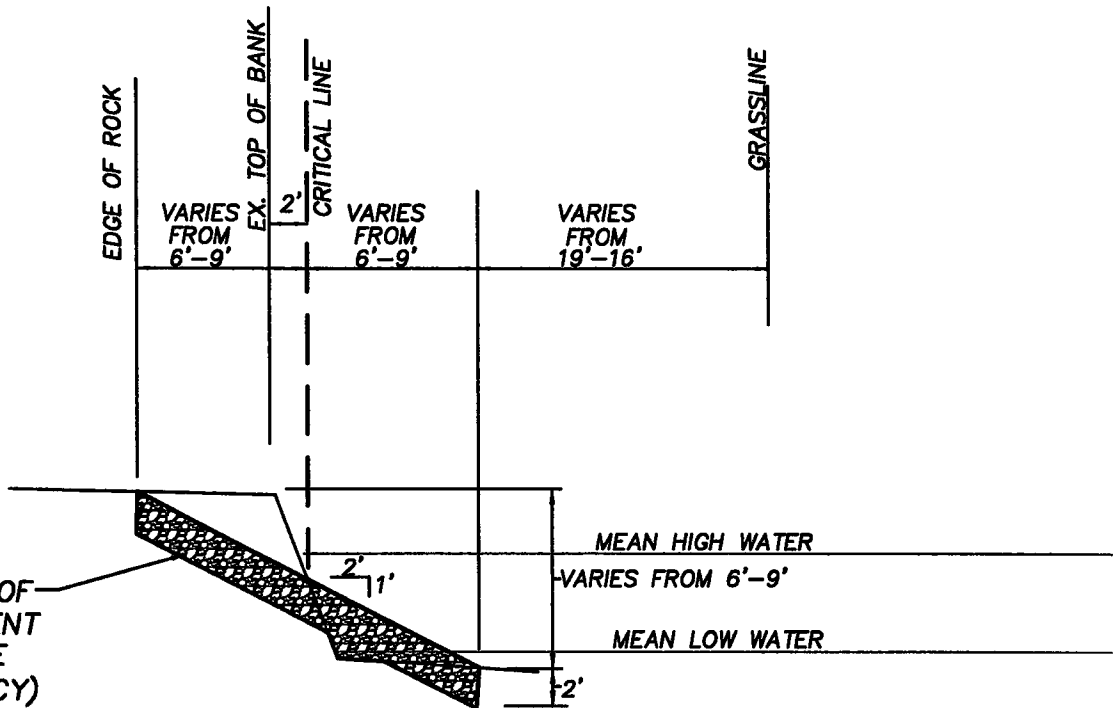 EDGE OF ROCK
EX. TOP OF BANK
CRITICAL LINE
GRASSLINE
2'
VARIES
FROM
6'-9'
VARIES
FROM
6'-9'
VARIES
FROM
19'-16'
MEAN HIGH WATER
2'
1'
VARIES FROM 6'-9'
MEAN LOW WATER
2'
OF
ENT
E
CY)